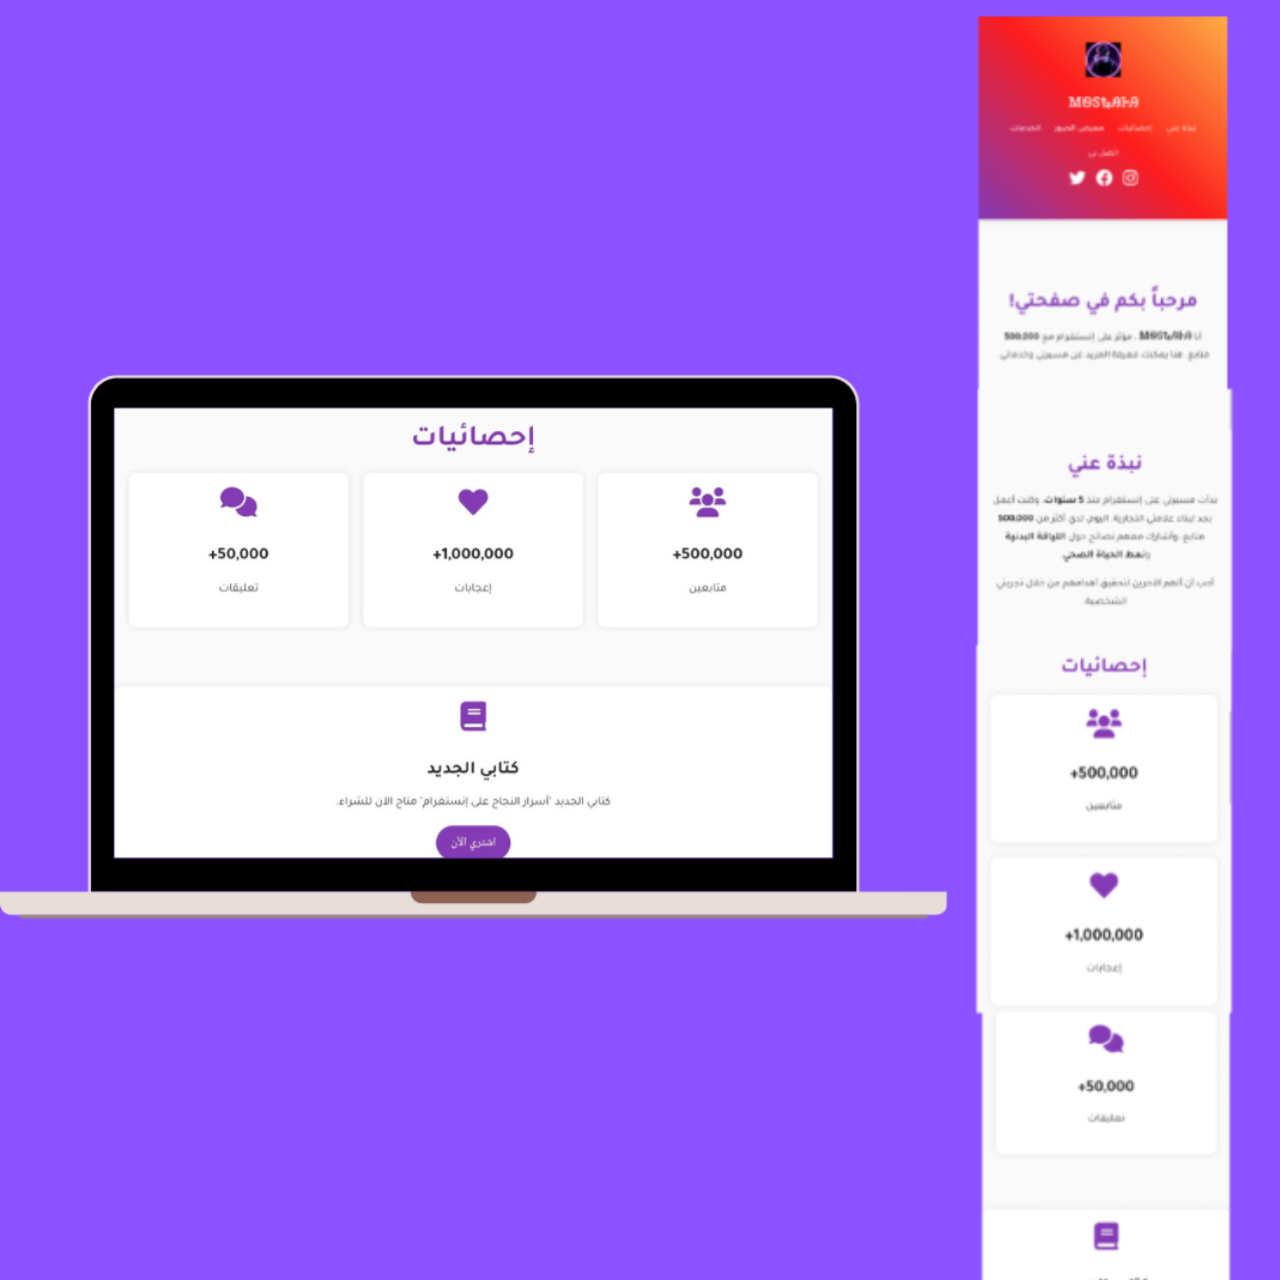 إحصائيات
+500,000
متابعين
+1,000,000
إعجابات
+50,000
تعليقات
كتابي الجديد
كتابي الجديد "أسرار النجاح على إنستغرام" متاح الآن للشراء.
اشتري الآن
نبذة عني إحصائيات معرض الصور الخدمات
اتصل بي
مرحباً بكم في صفحتي!
أنا ، مؤثر على إنستغرام مع 500,000
متابع. هنا يمكنك معرفة المزيد عن مسيرتي وخدماتي.
نبذة عني
بدأت مسيرتي على إنستغرام منذ 5 سنوات، وكنت أعمل
بجد لبناء علامتي التجارية. اليوم، لدي أكثر من 500,000
متابع، وأشارك معهم نصائح حول اللياقة البدنية
ونمط الحياة الصحي.
أحب أن ألهم الآخرين لتحقيق أهدافهم من خلال تجربتي
الشخصية.
إحصائيات
+500,000
متابعين
+1,000,000
إعجابات
+50,000
تعليقات